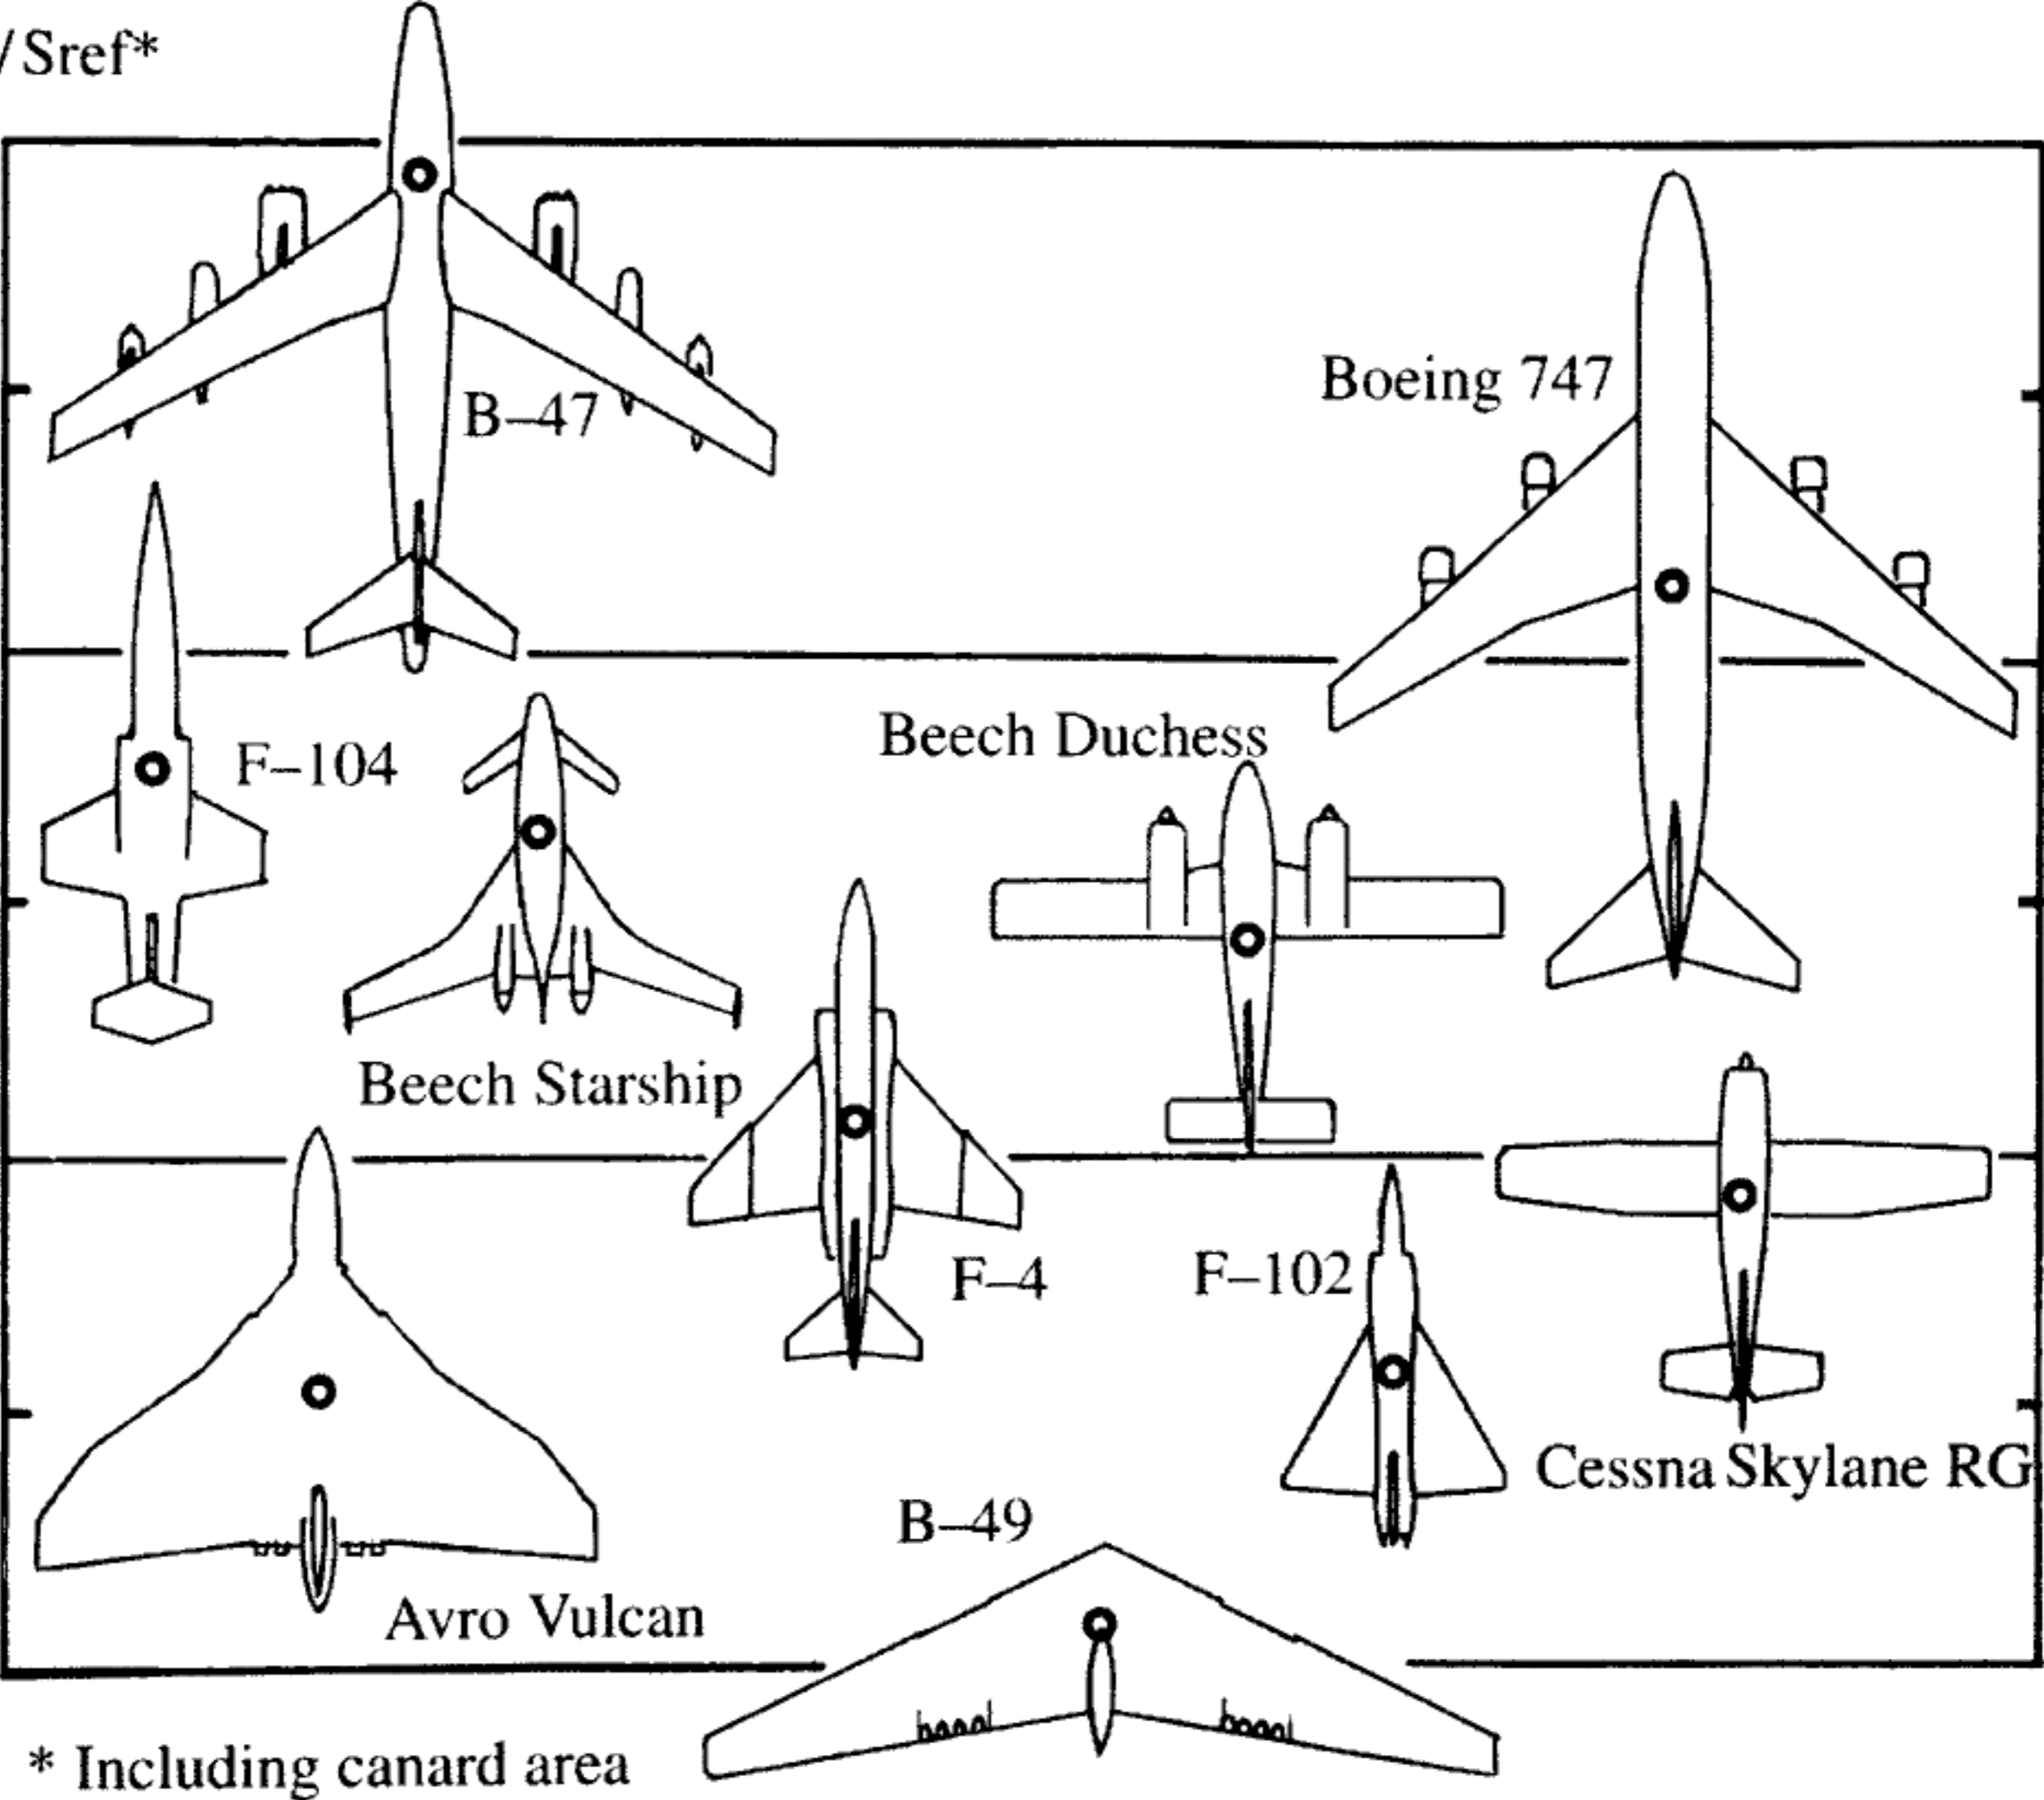 /Sref*
B–47
Boeing 747
Beech Duchess
F–104
Beech Starship
F–4
F–102
Cessna Skylane RG
B–49
Avro Vulcan
* Including canard area